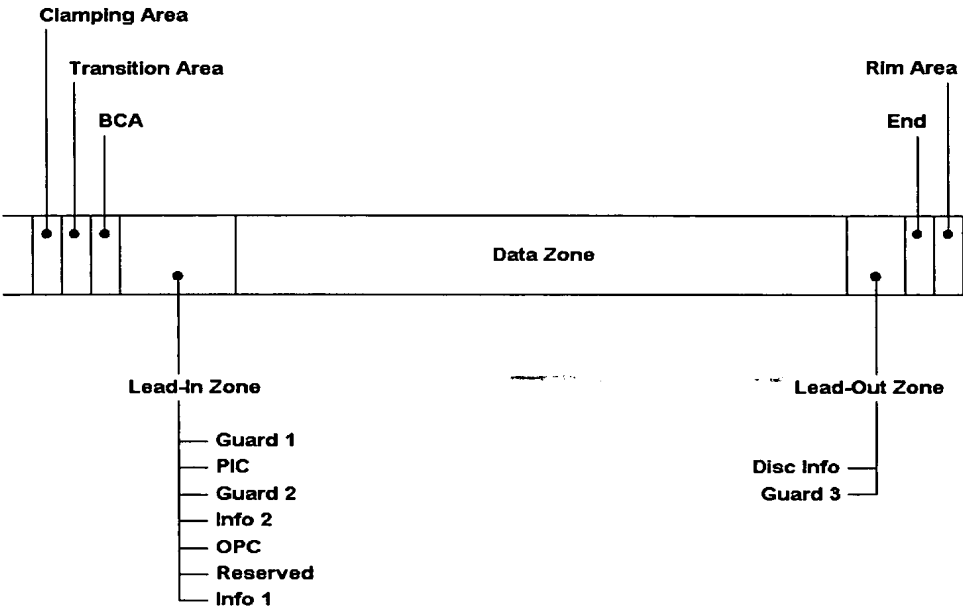 Clamping Area
Transition Area
Rim Area
BCA
End
Data Zone
Lead-In Zone
Lead-Out Zone
Guard 1
PIC
Guard 2
Info 2
OPC
Reserved
Info 1
Disc Info
Guard 3